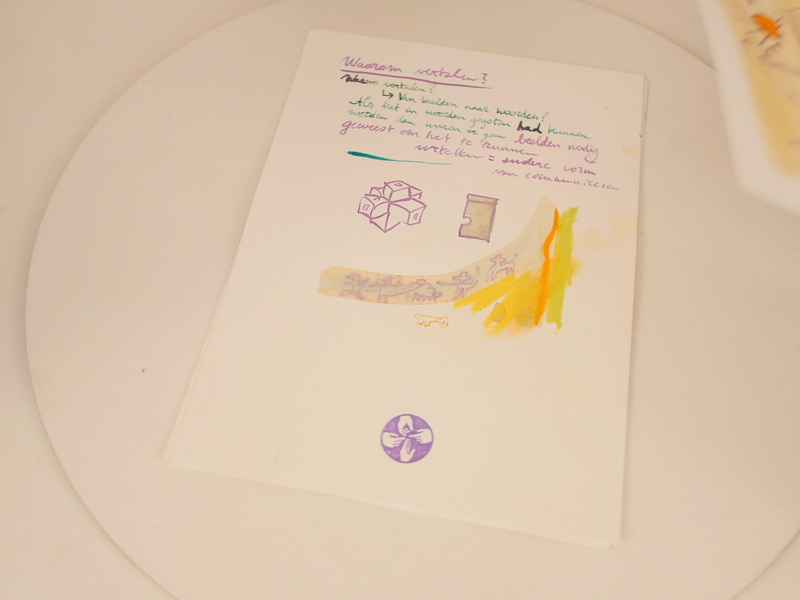 Waarom vertalen?
Waarom vertalen?
↳ Van beelden naar woorden?
Als het in woorden gegoten had kunnen
worden dan waren er geen beelden nodig
geweest om het te kunnen
vertalen = andere vorm
van communiceren